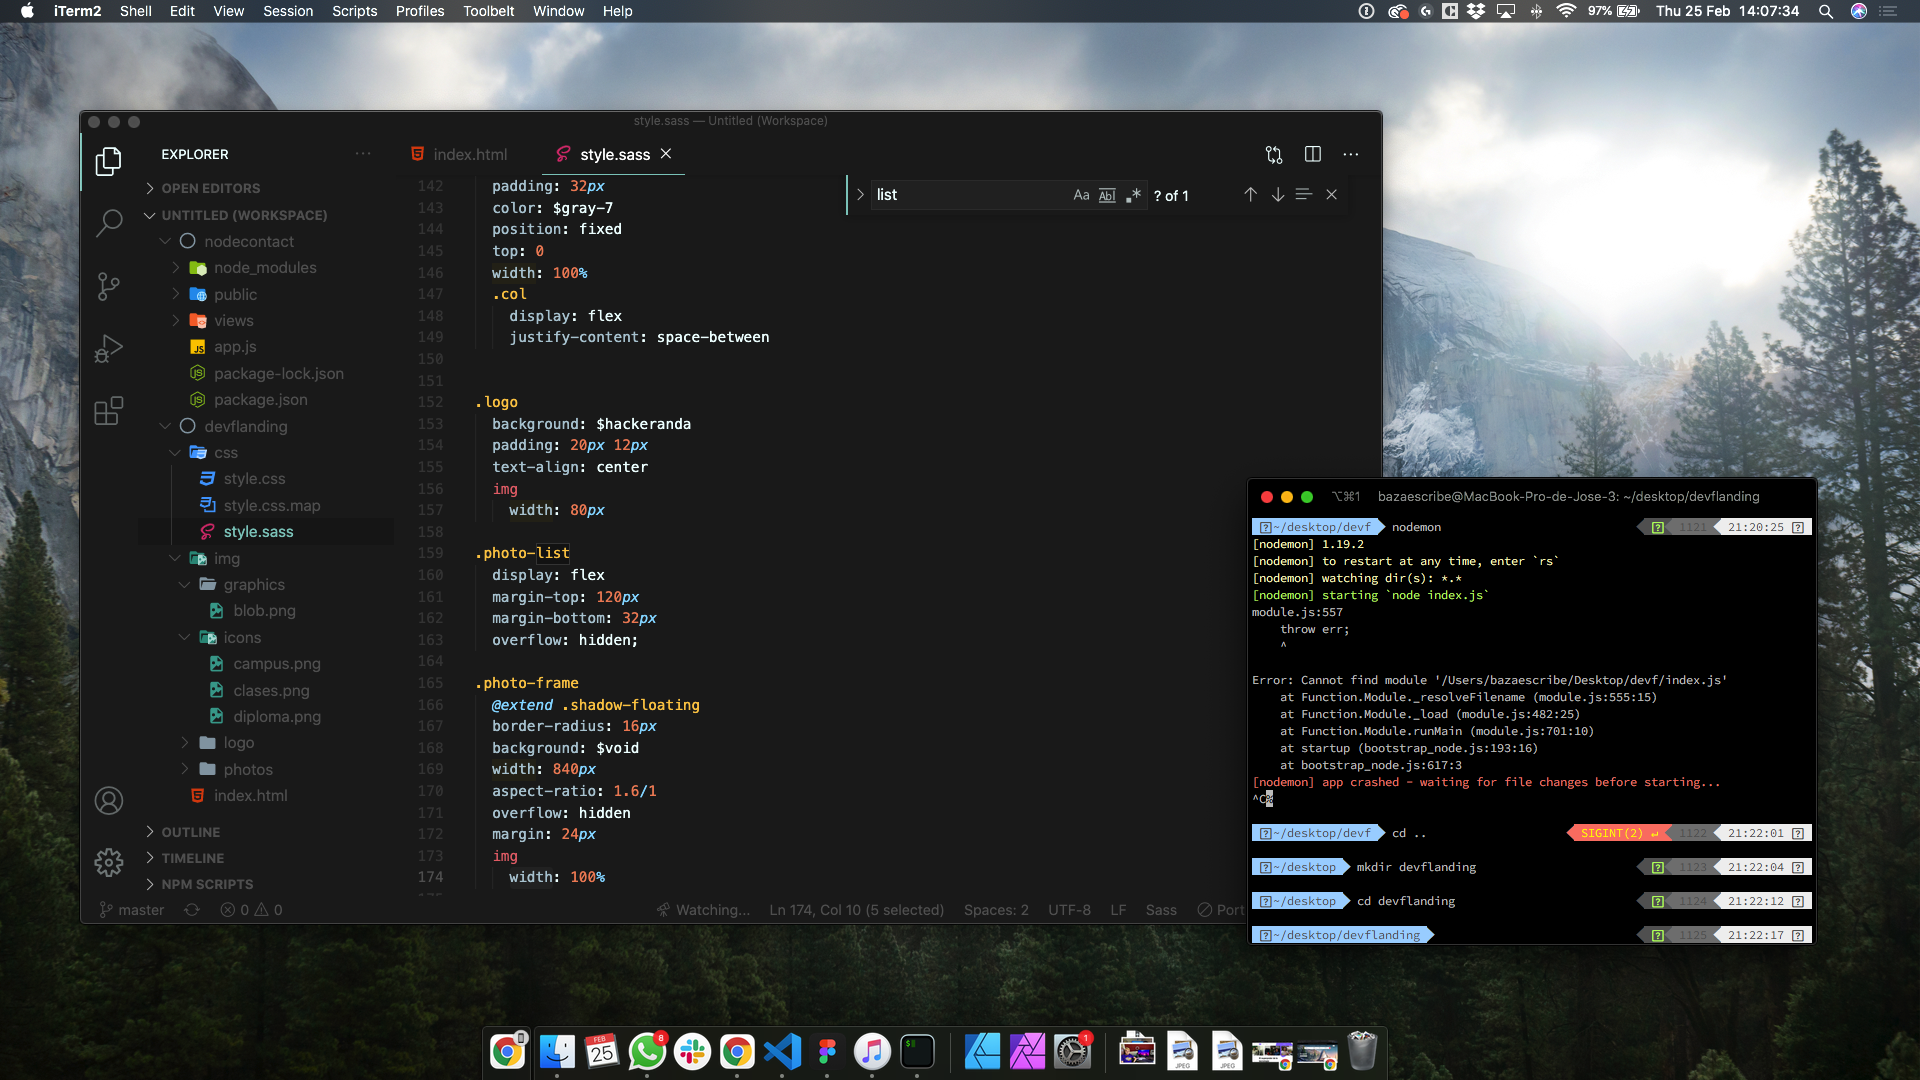 iTerm2 Shell Edit View Session Scripts Profiles Toolbelt Window Help 97% Thu 25 Feb 14:07:34
style.sass — Untitled (Workspace)
EXPLORER
OPEN EDITORS
UNTITLED (WORKSPACE)
nodecontact
node_modules
public
views
JS app.js
package-lock.json
package.json
devflanding
css
style.css
style.css.map
style.sass
img
graphics
blob.png
icons
campus.png
clases.png
diploma.png
logo
photos
index.html
OUTLINE
TIMELINE
NPM SCRIPTS
index.html style.sass
list Aa Abl ? of 1
142 padding: 32px
143 color: $gray-7
144 position: fixed
145 top: 0
146 width: 100%
147 .col
148 display: flex
149 justify-content: space-between
150
151
152 .logo
153 background: $hackeranda
154 padding: 20px 12px
155 text-align: center
156 img
157 width: 80px
158
159 .photo-list
160 display: flex
161 margin-top: 120px
162 margin-bottom: 32px
163 overflow: hidden;
164
165 .photo-frame
166 @extend .shadow-floating
167 border-radius: 16px
168 background: $void
169 width: 840px
170 aspect-ratio: 1.6/1
171 overflow: hidden
172 margin: 24px
173 img
174 width: 100%
master 0 0 Watching... Ln 174, Col 10 (5 selected) Spaces: 2 UTF-8 LF Sass Port
⌥⌘1 bazaescribe@MacBook-Pro-de-Jose-3: ~/desktop/devflanding
~/desktop/devf nodemon 1121 21:20:25
[nodemon] 1.19.2
[nodemon] to restart at any time, enter `rs`
[nodemon] watching dir(s): *.*
[nodemon] starting `node index.js`
module.js:557
throw err;
^
Error: Cannot find module '/Users/bazaescribe/Desktop/devf/index.js'
at Function.Module._resolveFilename (module.js:555:15)
at Function.Module._load (module.js:482:25)
at Function.Module.runMain (module.js:701:10)
at startup (bootstrap_node.js:193:16)
at bootstrap_node.js:617:3
[nodemon] app crashed - waiting for file changes before starting...
^C%
~/desktop/devf cd .. SIGINT(2) ↵ 1122 21:22:01
~/desktop mkdir devflanding 1123 21:22:04
~/desktop cd devflanding 1124 21:22:12
~/desktop/devflanding 1125 21:22:17
FEB
25
8
$
1
JPEG
JPEG